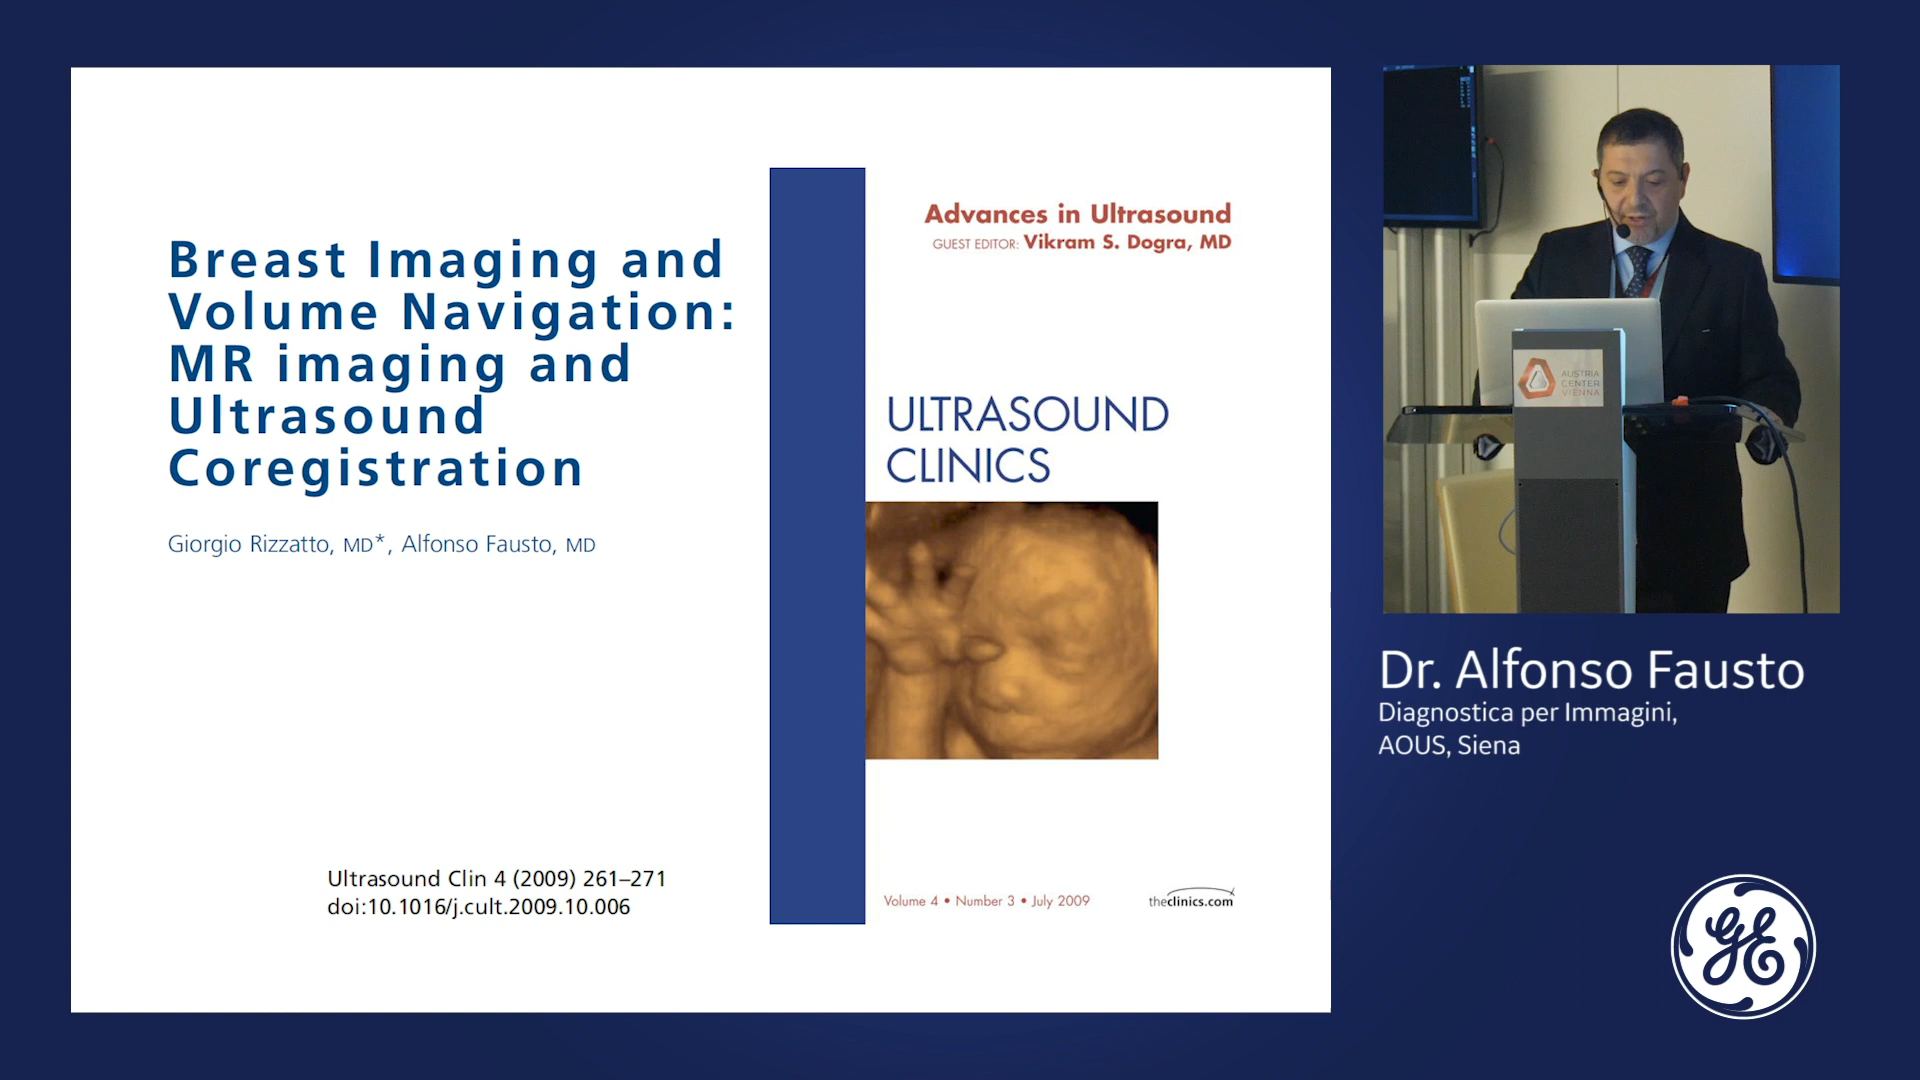 Breast Imaging and
Volume Navigation:
MR imaging and
Ultrasound
Coregistration
Giorgio Rizzatto, MD*, Alfonso Fausto, MD
Ultrasound Clin 4 (2009) 261–271
doi:10.1016/j.cult.2009.10.006
Advances in Ultrasound
GUEST EDITOR: Vikram S. Dogra, MD
ULTRASOUND
CLINICS
Volume 4 • Number 3 • July 2009
theclinics.com
AUSTRIA
CENTER
VIENNA
Dr. Alfonso Fausto
Diagnostica per Immagini,
AOUS, Siena
GE